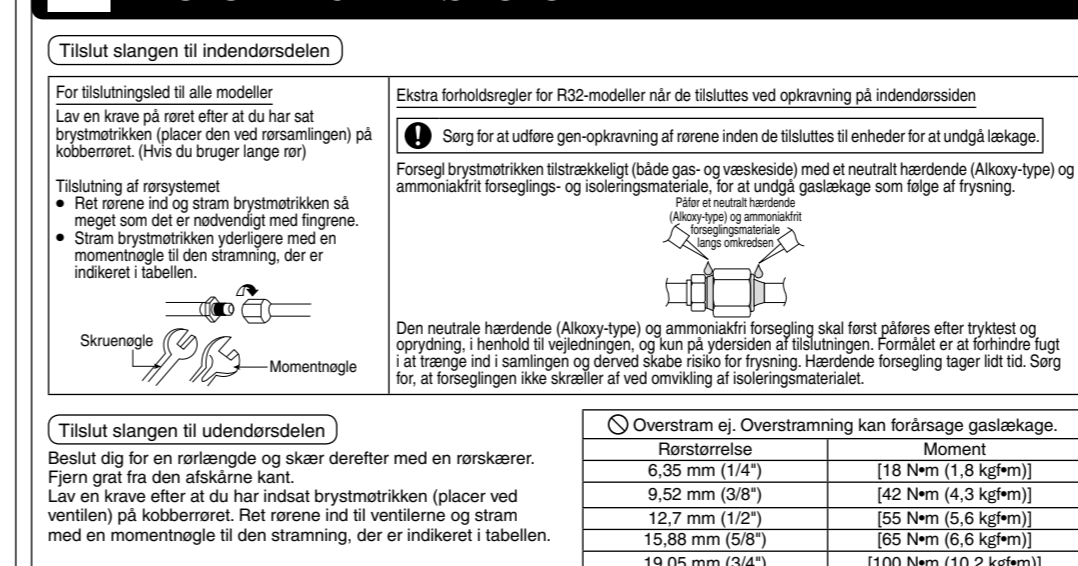 Tilslut slangen til indendørsdelen
For tilslutningsled til alle modeller
Lav en krave på røret efter at du har sat
brystmøtrikken (placer den ved rørsamlingen) på
kobberrøret. (Hvis du bruger lange rør)
Tilslutning af rørsystemet
• Ret rørene ind og stram brystmøtrikken så
meget som det er nødvendigt med fingrene.
• Stram brystmøtrikken yderligere med en
momentnøgle til den stramning, der er
indikeret i tabellen.
Skruenøgle
Momentnøgle
Ekstra forholdsregler for R32-modeller når de tilsluttes ved opkravning på indendørssiden
Sørg for at udføre gen-opkravning af rørene inden de tilsluttes til enheder for at undgå lækage.
Forsegl brystmøtrikken tilstrækkeligt (både gas- og væskeside) med et neutralt hærdende (Alkoxy-type) og
ammoniakfrit forseglings- og isoleringsmateriale, for at undgå gaslækage som følge af frysning.
Påfør et neutralt hærdende
(Alkoxy-type) og ammoniakfrit
forseglingsmateriale
langs omkredsen
Den neutrale hærdende (Alkoxy-type) og ammoniakfri forsegling skal først påføres efter tryktest og
oprydning, i henhold til vejledningen, og kun på ydersiden af tilslutningen. Formålet er at forhindre fugt
i at trænge ind i samlingen og derved skabe risiko for frysning. Hærdende forsegling tager lidt tid. Sørg
for, at forseglingen ikke skræller af ved omvikling af isoleringsmaterialet.
Tilslut slangen til udendørsdelen
Beslut dig for en rørlængde og skær derefter med en rørskærer.
Fjern grat fra den afskårne kant.
Lav en krave efter at du har indsat brystmøtrikken (placer ved
ventilen) på kobberrøret. Ret rørene ind til ventilerne og stram
med en momentnøgle til den stramning, der er indikeret i tabellen.
Overstram ej. Overstramning kan forårsage gaslækage.
Rørstørrelse Moment
6,35 mm (1/4") [18 N•m (1,8 kgf•m)]
9,52 mm (3/8") [42 N•m (4,3 kgf•m)]
12,7 mm (1/2") [55 N•m (5,6 kgf•m)]
15,88 mm (5/8") [65 N•m (6,6 kgf•m)]
19,05 mm (3/4") [100 N•m (10,2 kgf•m)]